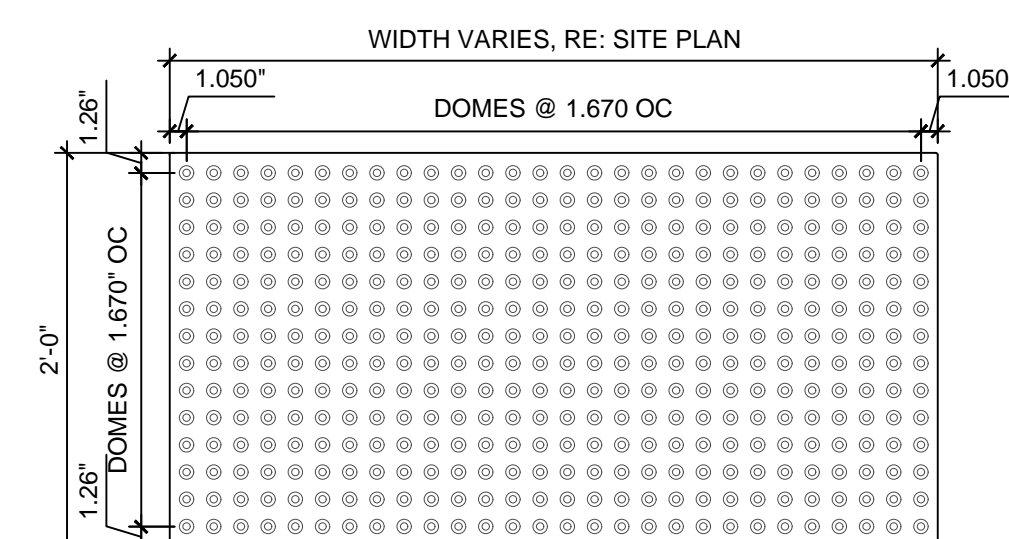 WIDTH VARIES, RE: SITE PLAN
1.050"
1.050
DOMES @ 1.670 OC
1.26"
DOMES @ 1.670" OC
2'-0"
1.26"